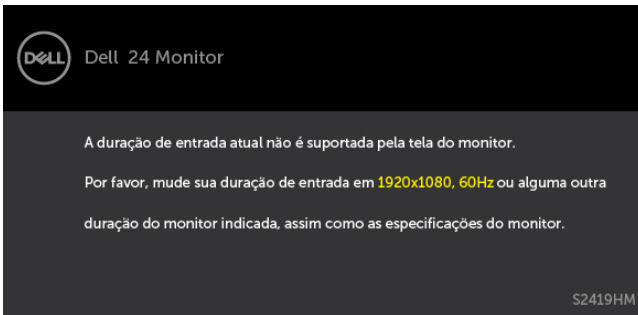 DELL
Dell 24 Monitor
A duração de entrada atual não é suportada pela tela do monitor.
Por favor, mude sua duração de entrada em 1920x1080, 60Hz ou alguma outra
duração do monitor indicada, assim como as especificações do monitor.
S2419HM